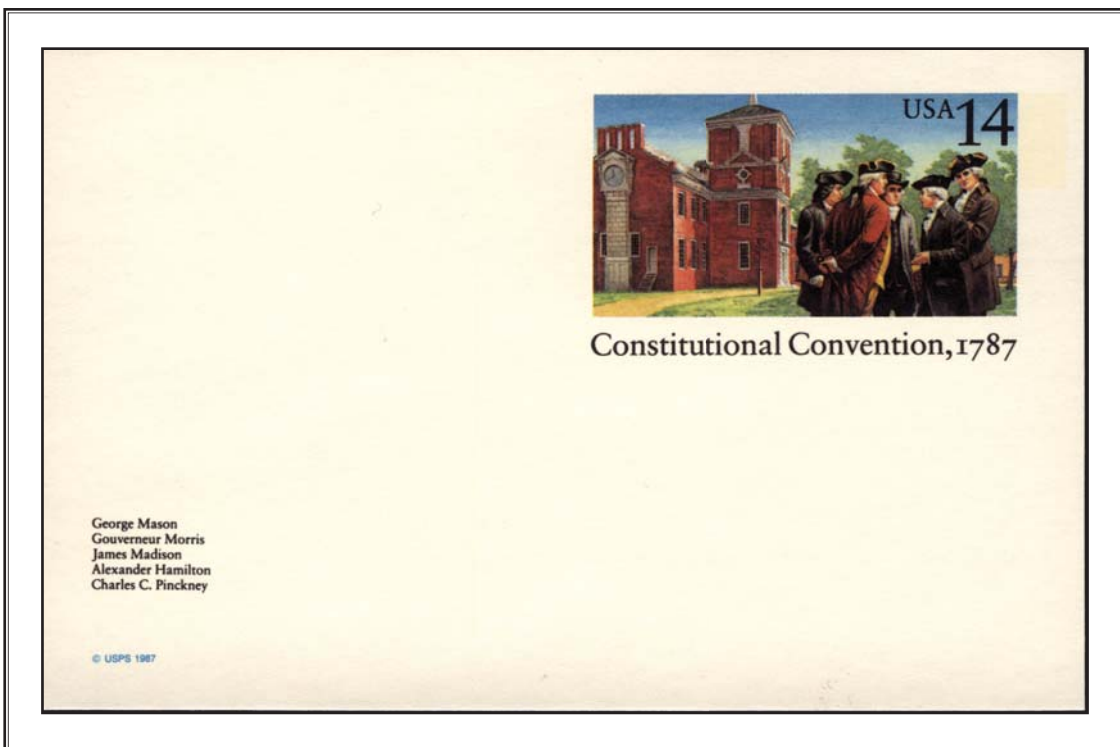 USA14
Constitutional Convention, 1787
George Mason
Gouverneur Morris
James Madison
Alexander Hamilton
Charles C. Pinckney
© USPS 1987